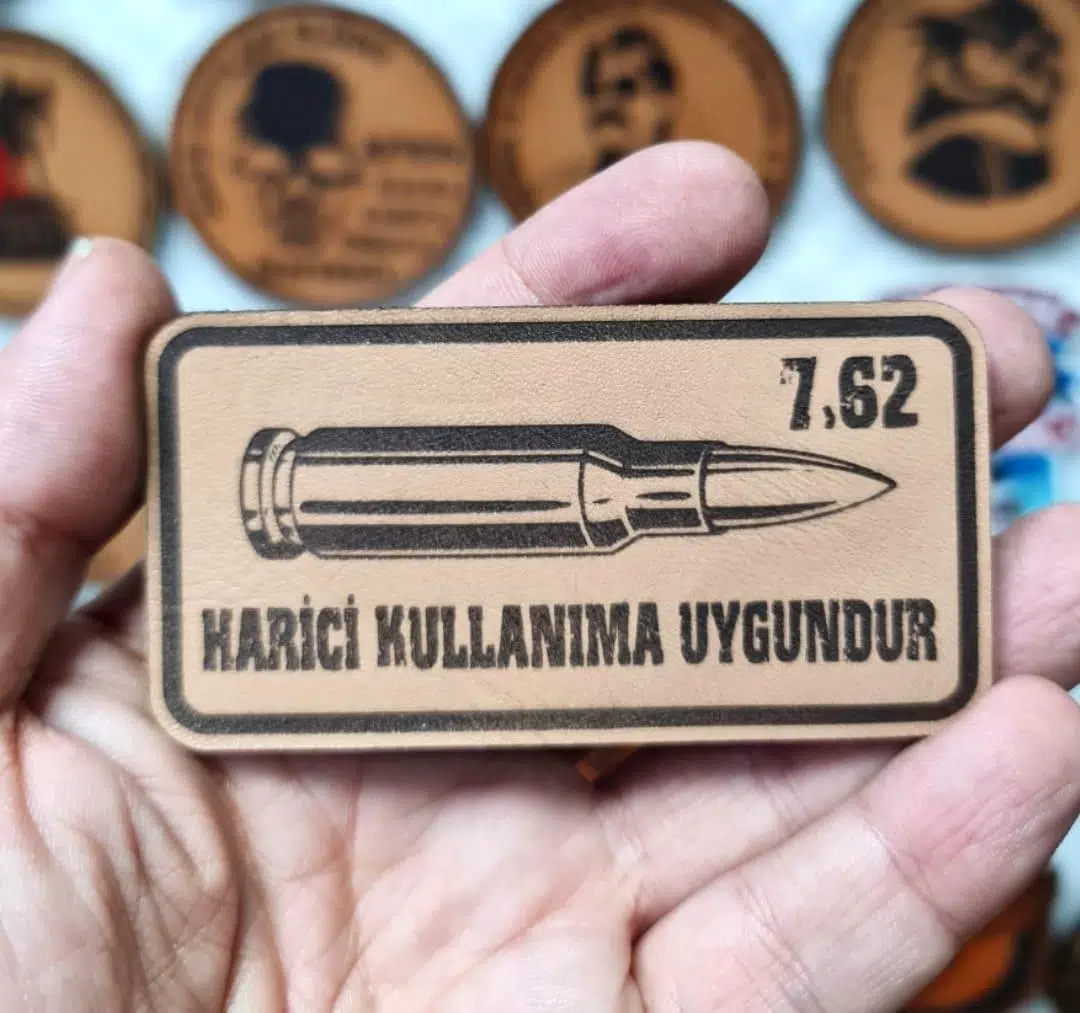 7,62
HARİCİ KULLANIMA UYGUNDUR